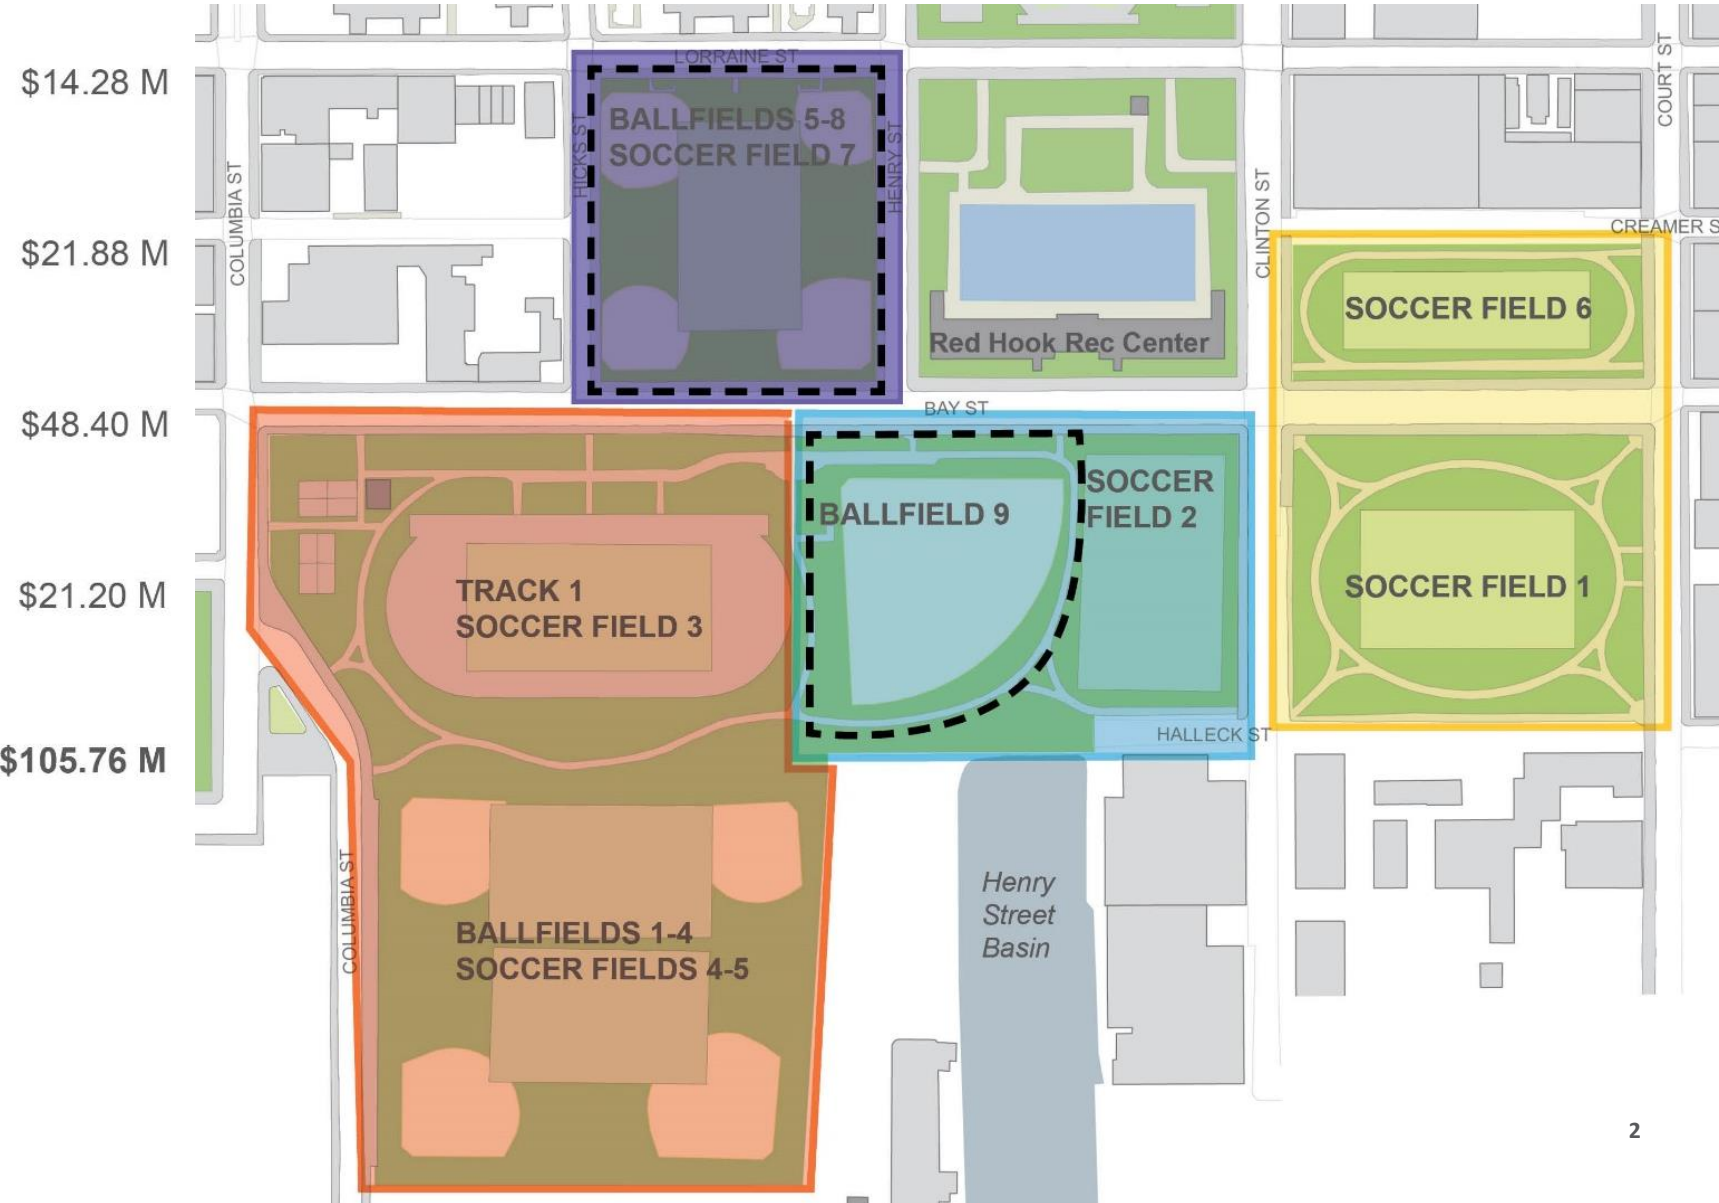 $14.28 M
$21.88 M
$48.40 M
$21.20 M
$105.76 M
LORRAINE ST
HICKS ST
HENRY ST
COLUMBIA ST
CLINTON ST
COURT ST
CREAMER S
BALLFIELDS 5-8
SOCCER FIELD 7
Red Hook Rec Center
SOCCER FIELD 6
BAY ST
SOCCER
FIELD 2
BALLFIELD 9
TRACK 1
SOCCER FIELD 3
SOCCER FIELD 1
HALLECK ST
COLUMBIA ST
BALLFIELDS 1-4
SOCCER FIELDS 4-5
Henry
Street
Basin
2